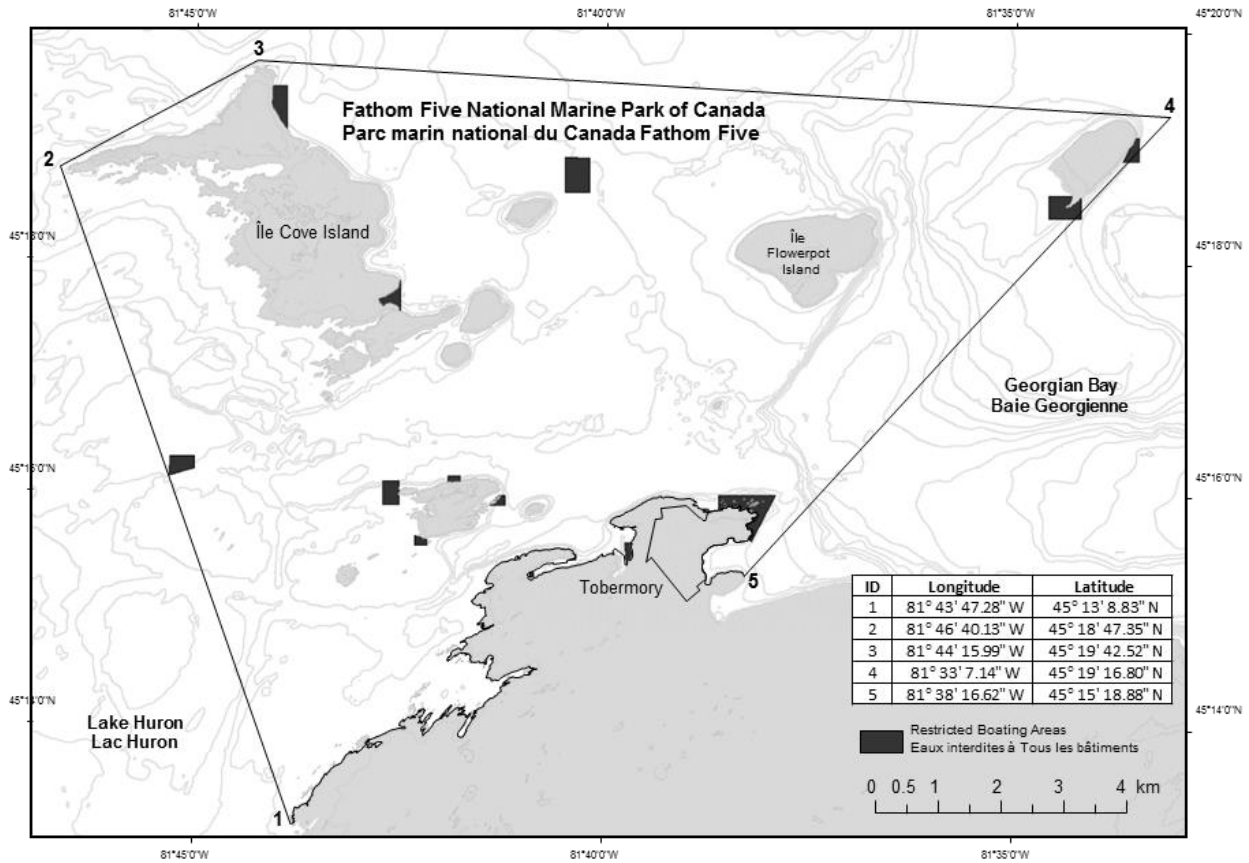 81°45'0"W 81°40'0"W 81°35'0"W 45°20'0"N
3
4
2
Fathom Five National Marine Park of Canada
Parc marin national du Canada Fathom Five
Île Cove Island
Île
Flowerpot
Island
45°18'0"N
45°18'0"N
Georgian Bay
Baie Georgienne
45°16'0"N
45°16'0"N
Tobermory
5
ID Longitude Latitude
1 81° 43' 47.28" W 45° 13' 8.83" N
2 81° 46' 40.13" W 45° 18' 47.35" N
3 81° 44' 15.99" W 45° 19' 42.52" N
4 81° 33' 7.14" W 45° 19' 16.80" N
5 81° 38' 16.62" W 45° 15' 18.88" N
45°14'0"N
45°14'0"N
Lake Huron
Lac Huron
Restricted Boating Areas
Eaux interdites à Tous les bâtiments
0 0.5 1 2 3 4 km
1
81°45'0"W 81°40'0"W 81°35'0"W